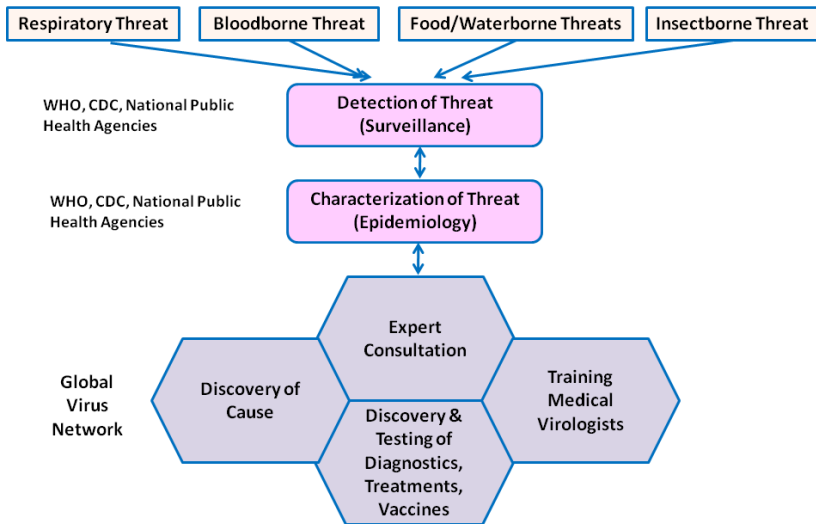 Respiratory Threat
Bloodborne Threat
Food/Waterborne Threats
Insectborne Threat
WHO, CDC, National Public
Health Agencies
Detection of Threat
(Surveillance)
WHO, CDC, National Public
Health Agencies
Characterization of Threat
(Epidemiology)
Global
Virus
Network
Expert
Consultation
Discovery of
Cause
Discovery &
Testing of
Diagnostics,
Treatments,
Vaccines
Training
Medical
Virologists